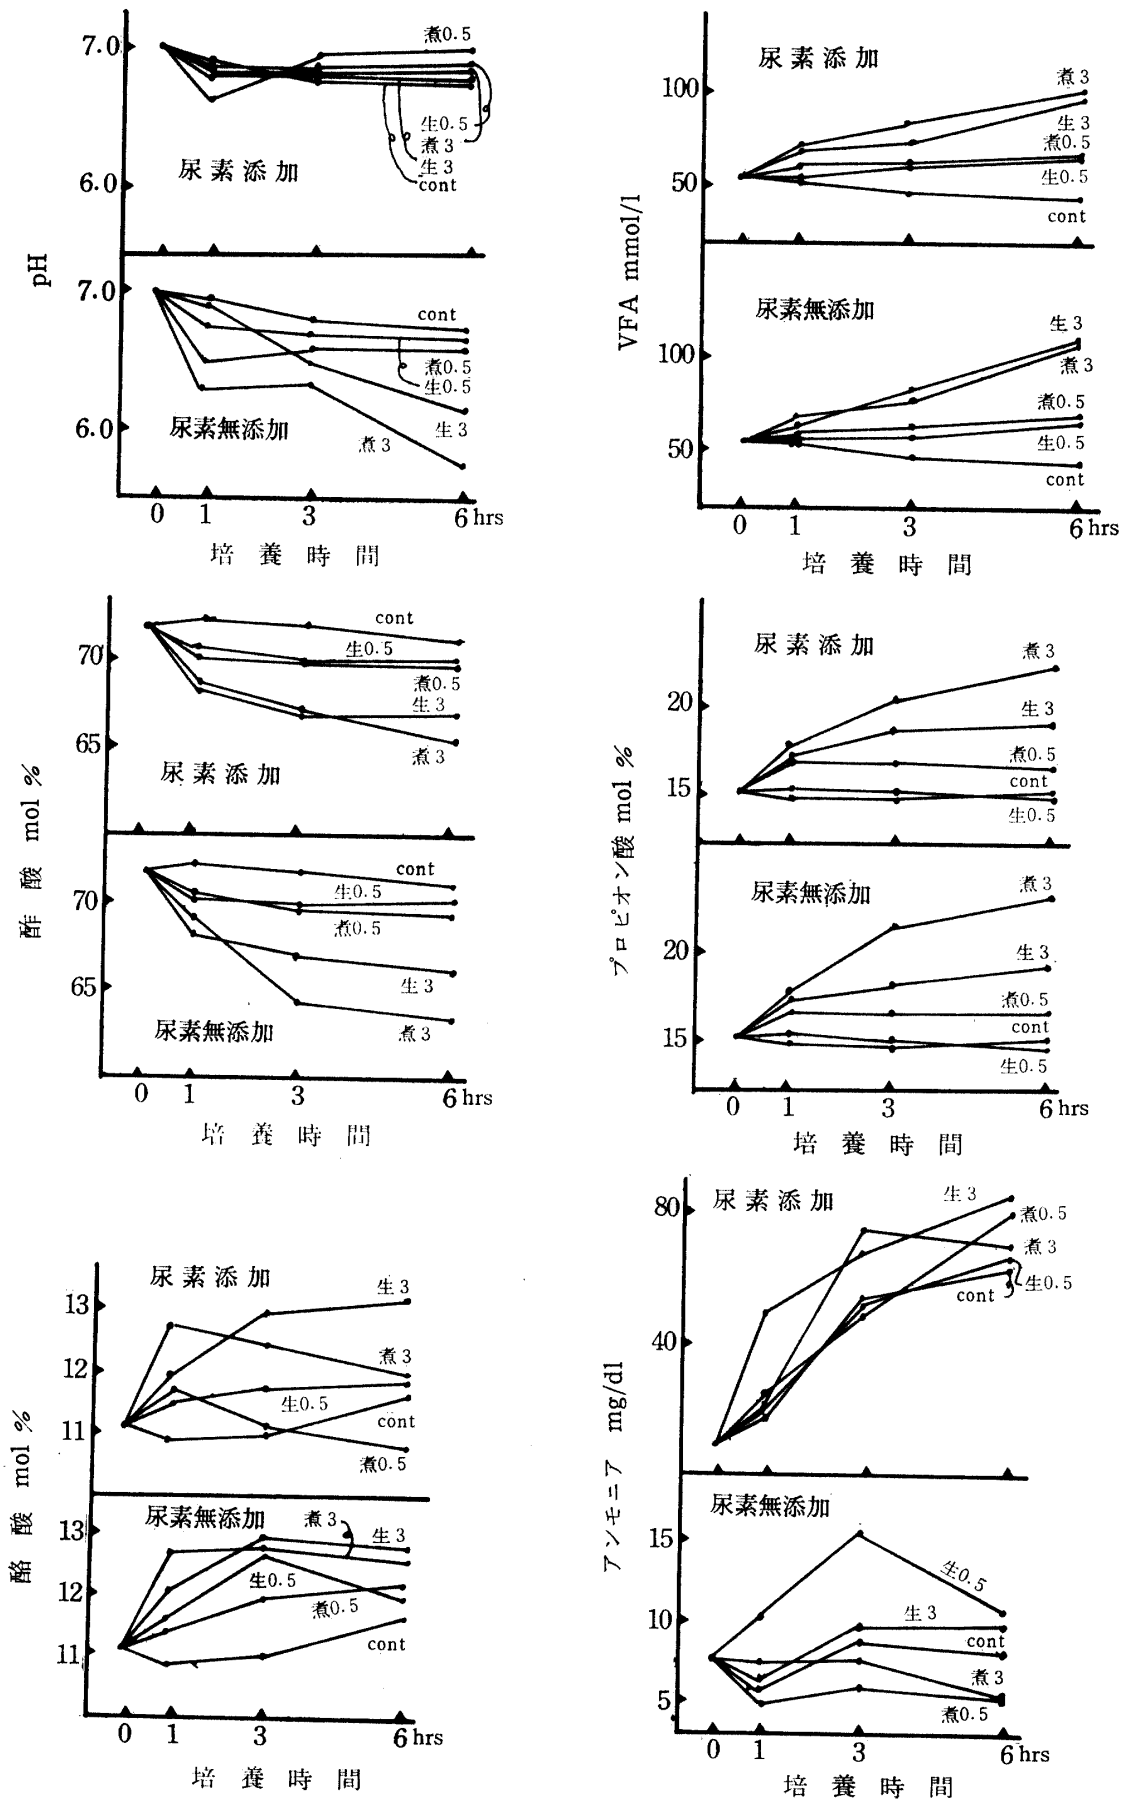 7.0
煮0.5
生0.5
煮3
生3
cont
尿素添加
6.0
pH
7.0
cont
煮0.5
生0.5
6.0
尿素無添加
煮3
生3
0 1 3 6 hrs
培養時間
尿素添加
100
煮3
生3
煮0.5
50
生0.5
cont
VFA mmol/l
尿素無添加
生3
100
煮3
煮0.5
50
生0.5
cont
0 1 3 6 hrs
培養時間
cont
70
生0.5
煮0.5
生3
65
煮3
尿素添加
酢酸 mol %
cont
70
生0.5
煮0.5
65
生3
尿素無添加
煮3
0 1 3 6 hrs
培養時間
尿素添加
煮3
20
生3
煮0.5
cont
15
生0.5
プロピオン酸 mol %
尿素無添加
煮3
20
生3
煮0.5
cont
15
生0.5
0 1 3 6 hrs
培養時間
尿素添加
生3
13
12
煮3
生0.5
cont
11
煮0.5
酪酸 mol %
尿素無添加
煮3
13
生3
12
生0.5
煮0.5
cont
11
0 1 3 6 hrs
培養時間
80
尿素添加
生3
煮0.5
煮3
生0.5
cont
40
アンモニア mg/dl
尿素無添加
15
生0.5
10
生3
cont
煮3
5
煮0.5
0 1 3 6 hrs
培養時間